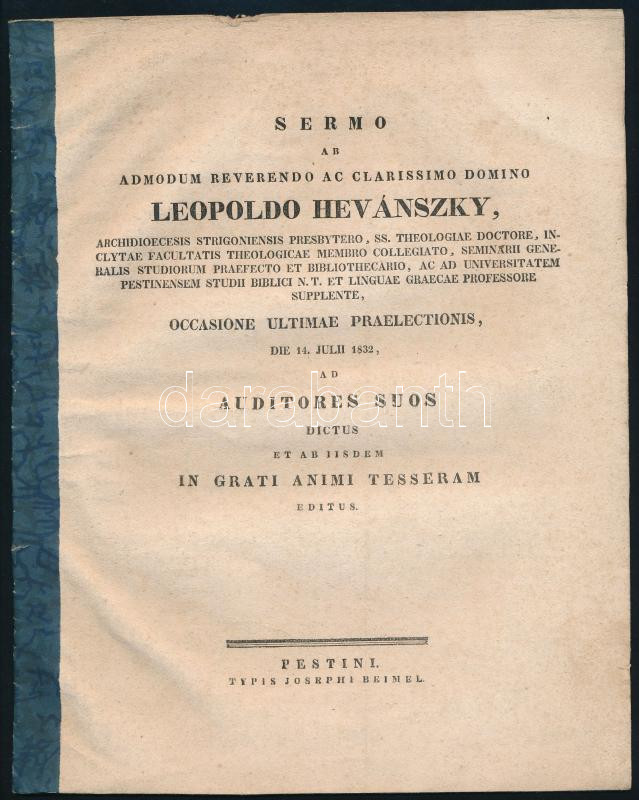 SERMO
AB
ADMODUM REVERENDO AC CLARISSIMO DOMINO
LEOPOLDO HEVÁNSZKY,
ARCHIDIOECESIS STRIGONIENSIS PRESBYTERO, SS. THEOLOGIAE DOCTORE, IN-
CLYTAE FACULTATIS THEOLOGICAE MEMBRO COLLEGIATO, SEMINARII GENE-
RALIS STUDIORUM PRAEFECTO ET BIBLIOTHECARIO, AC AD UNIVERSITATEM
PESTINENSEM STUDII BIBLICI N. T. ET LINGUAE GRAECAE PROFESSORE
SUPPLENTE,
OCCASIONE ULTIMAE PRAELECTIONIS,
DIE 14. JULII 1832,
AD
AUDITORES SUOS
darabanth
DICTUS
ET AB IISDEM
IN GRATI ANIMI TESSERAM
EDITUS.
PESTINI.
TYPIS JOSEPHI BEIMEL.